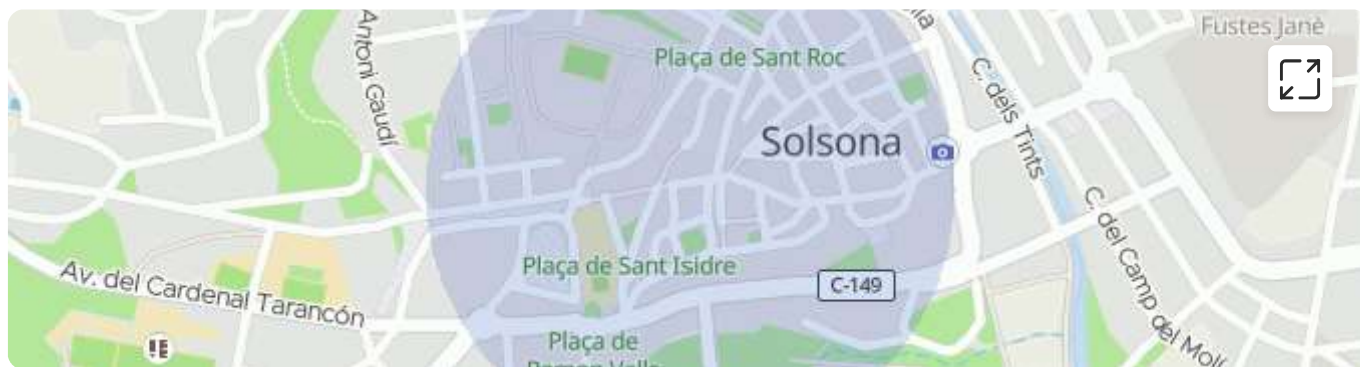 Fustes Janè
Antoni Gaudí
Plaça de Sant Roc
C. dels Tints
Solsona
C. del Camp del Molí
Plaça de Sant Isidre
Av. del Cardenal Tarancón
C-149
Plaça de